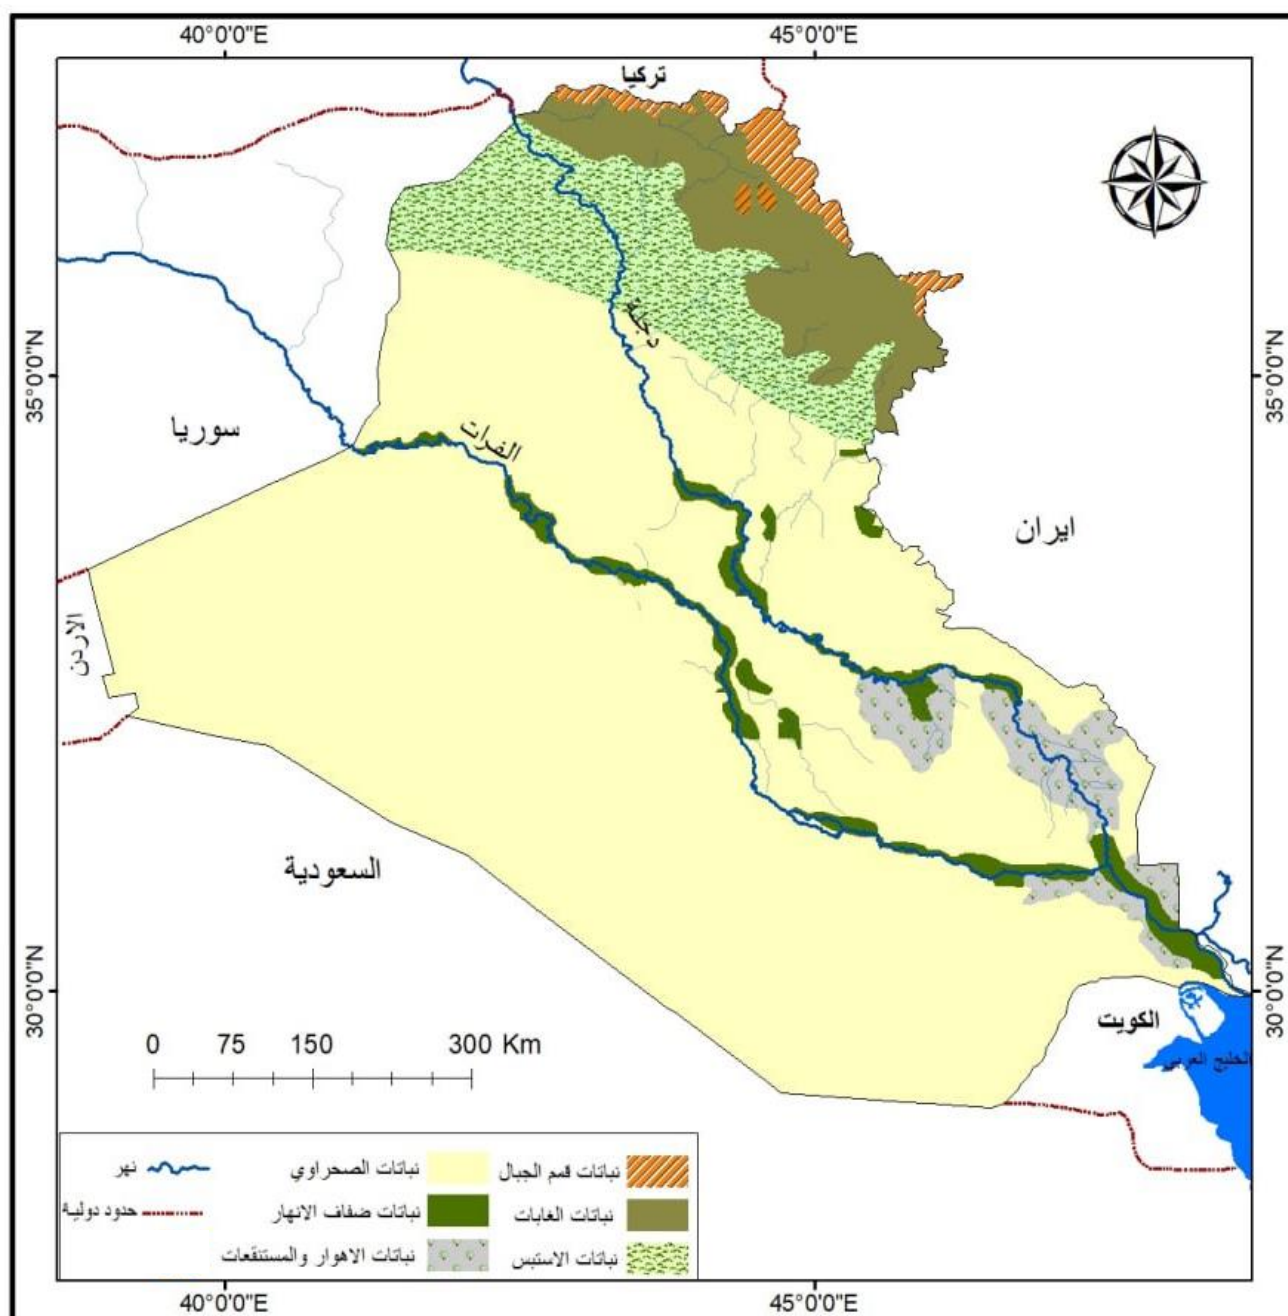 40°0'0"E
45°0'0"E
تركيا
35°0'0"N
35°0'0"N
دجلة
سوريا
الفرات
ايران
الاردن
السعودية
30°0'0"N
30°0'0"N
الكويت
الخليج العربي
0 75 150 300 Km
نباتات قمم الجبال
نباتات الصحراوي
نهر
نباتات الغابات
نباتات ضفاف الانهار
حدود دولية
نباتات الاستبس
نباتات الاهوار والمستنقعات
40°0'0"E
45°0'0"E